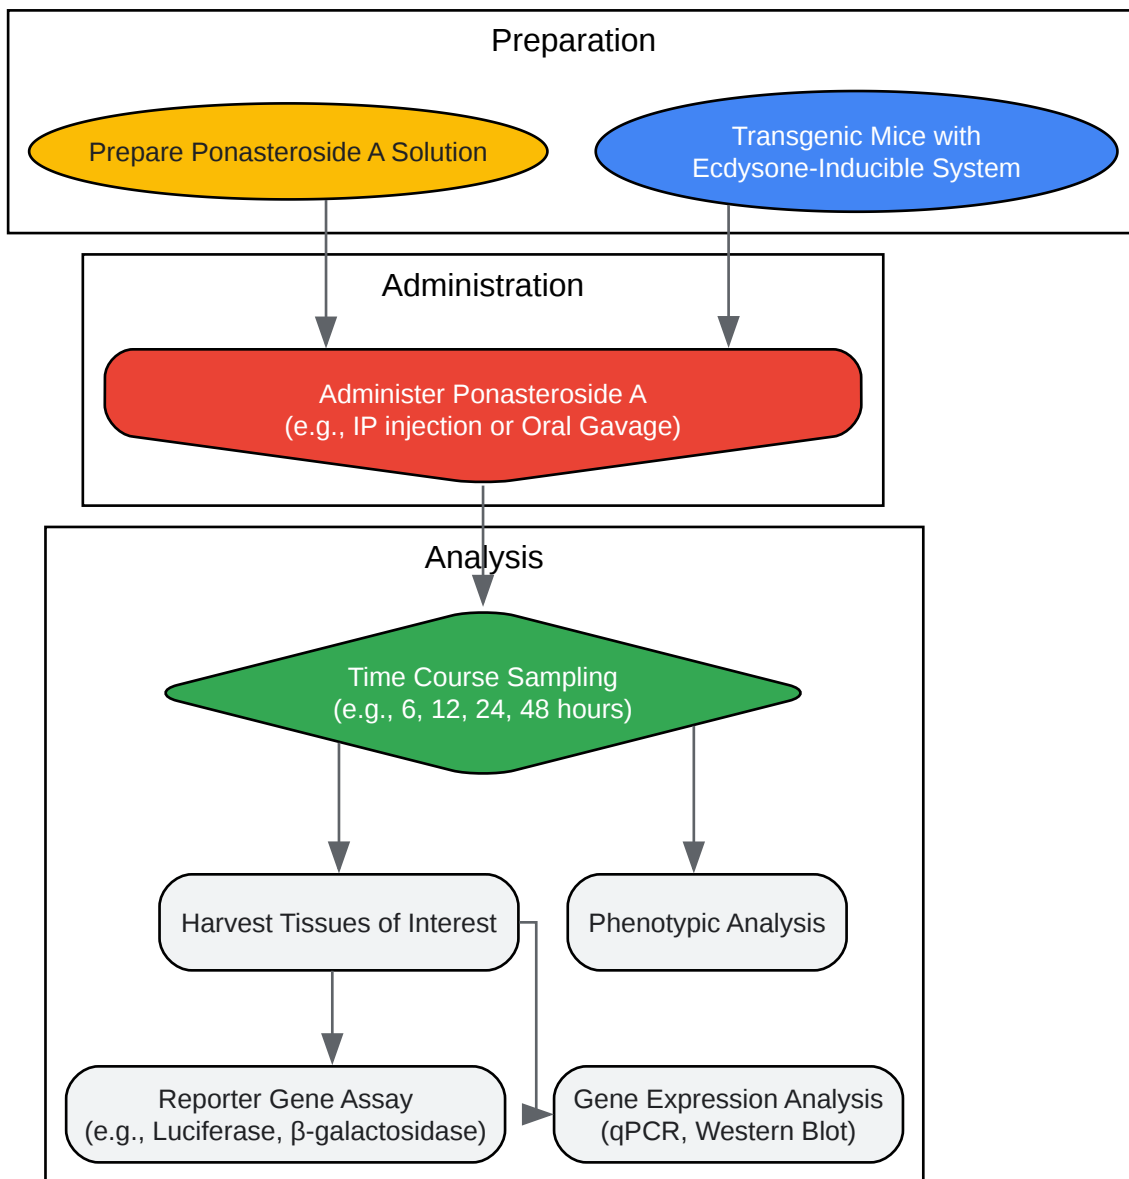 Preparation
Prepare Ponasteroside A Solution
Transgenic Mice with
Ecdysone-Inducible System
Administration
Administer Ponasteroside A
(e.g., IP injection or Oral Gavage)
Analysis
Time Course Sampling
(e.g., 6, 12, 24, 48 hours)
Harvest Tissues of Interest
Phenotypic Analysis
Reporter Gene Assay
(e.g., Luciferase, β-galactosidase)
Gene Expression Analysis
(qPCR, Western Blot)